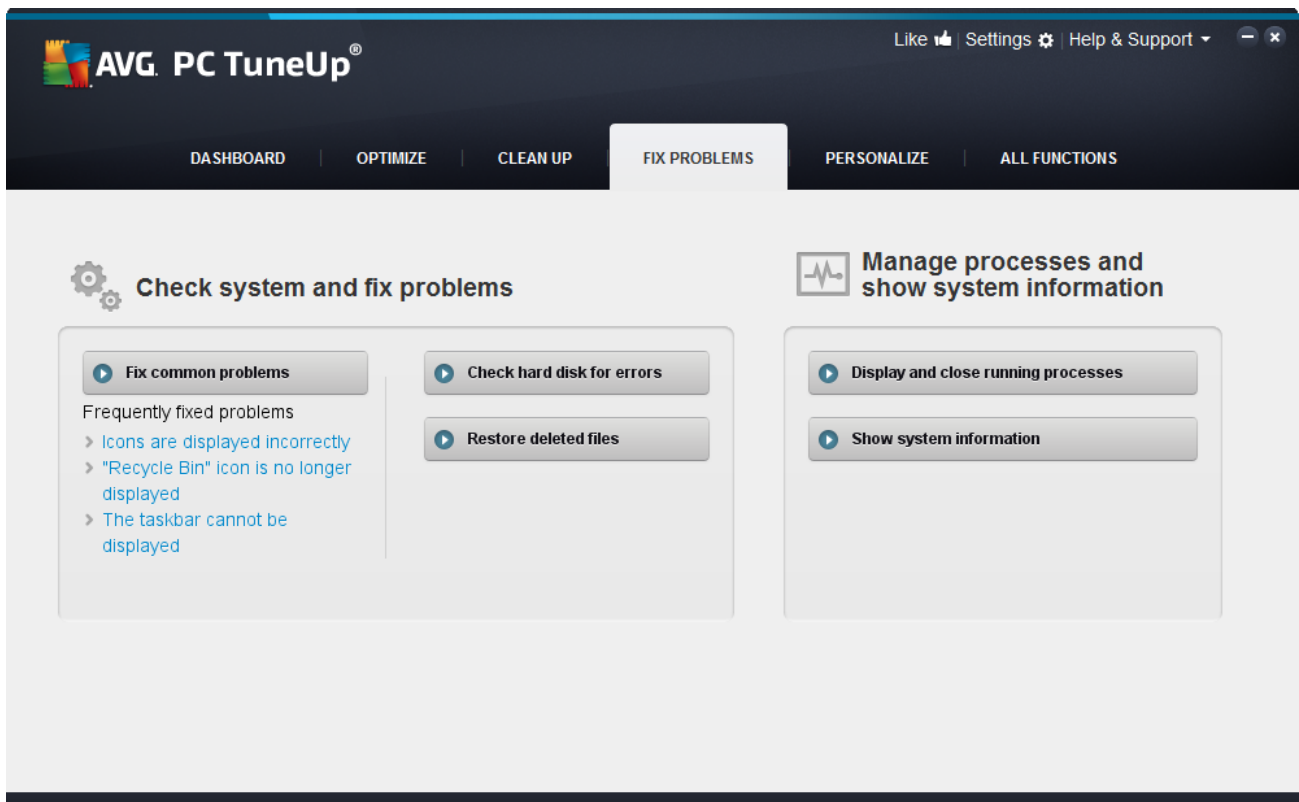 AVG. PC TuneUp®
Like | Settings | Help & Support
DASHBOARD
OPTIMIZE
CLEAN UP
FIX PROBLEMS
PERSONALIZE
ALL FUNCTIONS
Check system and fix problems
Fix common problems
Frequently fixed problems
Icons are displayed incorrectly
"Recycle Bin" icon is no longer
displayed
The taskbar cannot be
displayed
Check hard disk for errors
Restore deleted files
Manage processes and
show system information
Display and close running processes
Show system information